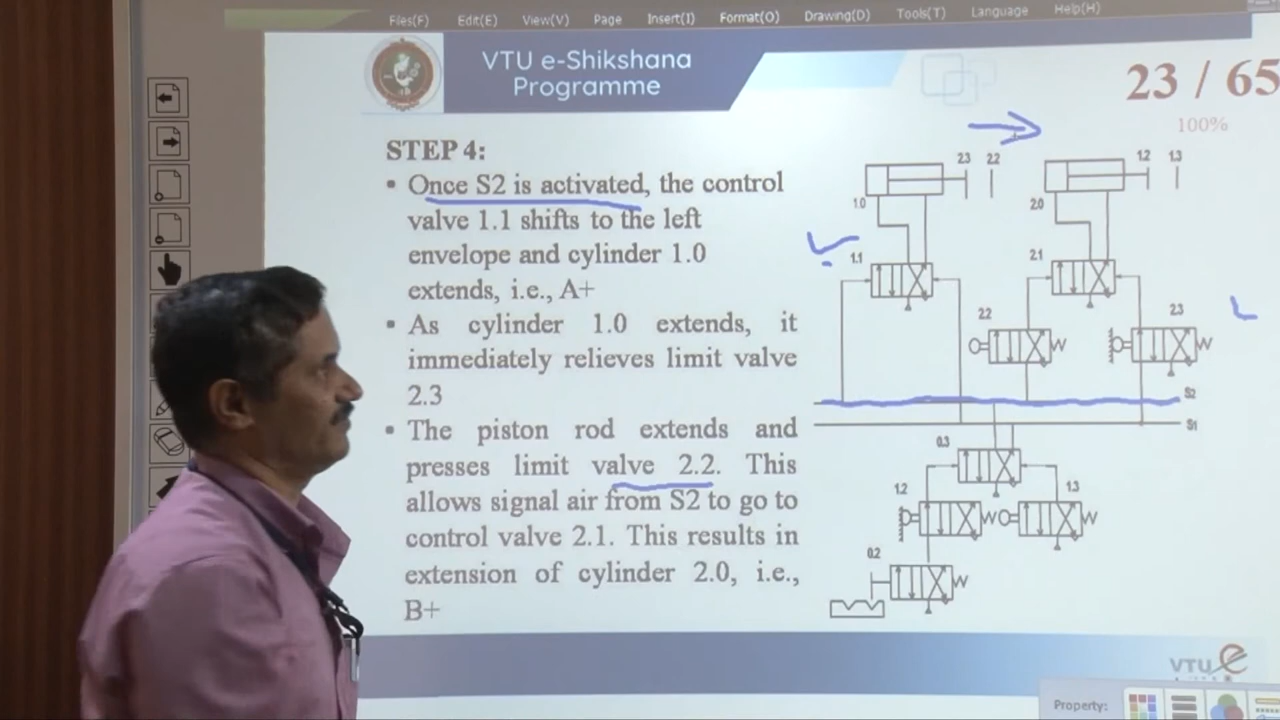 Files(F) Edit(E) View(V) Page Insert(I) Format(O) Drawing(D) Tools(T) Language Help(H)
VTU e-Shikshana
Programme
23 / 65
100%
STEP 4:
• Once S2 is activated, the control
valve 1.1 shifts to the left
envelope and cylinder 1.0
extends, i.e., A+
• As cylinder 1.0 extends, it
immediately relieves limit valve
2.3
• The piston rod extends and
presses limit valve 2.2. This
allows signal air from S2 to go to
control valve 2.1. This results in
extension of cylinder 2.0, i.e.,
B+
2.3 2.2 1.2 1.3
1.0 2.0
1.1 2.1
2.2 2.3
S2
S1
0.3
1.2 1.3
0.2
VTU e
Property: